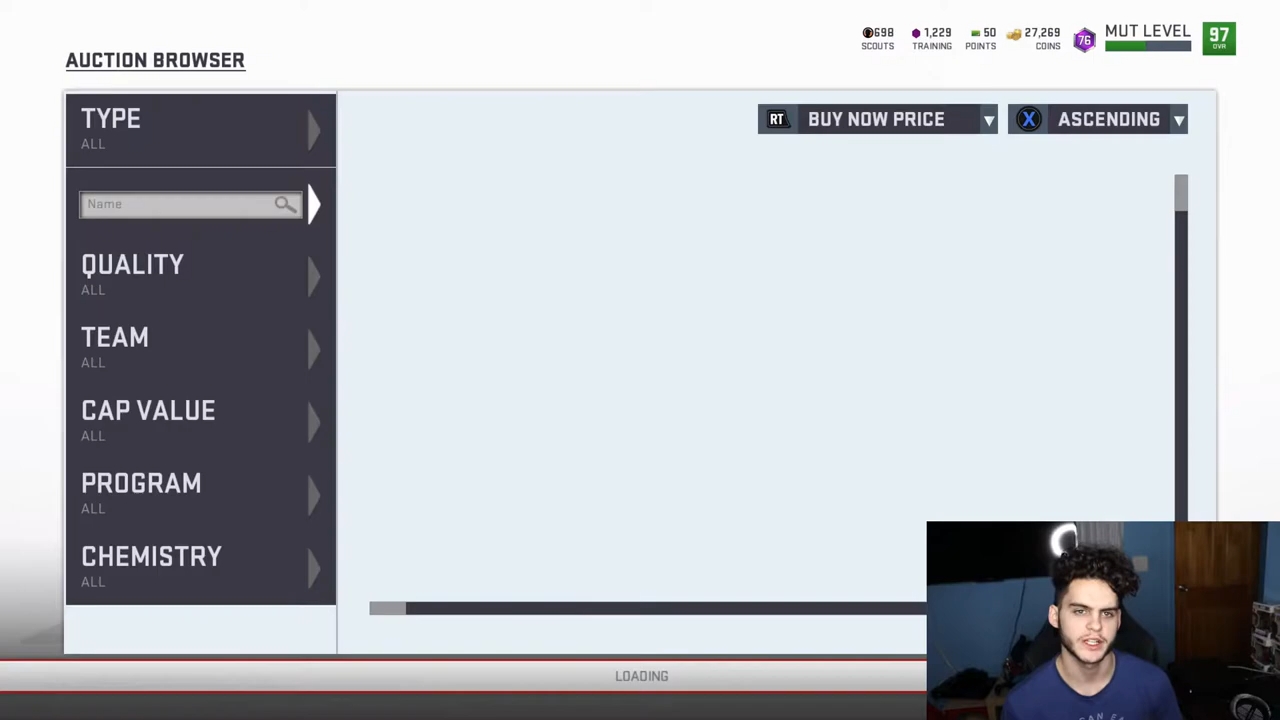 AUCTION BROWSER
698 SCOUTS
1,229 TRAINING
50 POINTS
27,269 COINS
76
MUT LEVEL
97 OVR
TYPE
ALL
Name
QUALITY
ALL
TEAM
ALL
CAP VALUE
ALL
PROGRAM
ALL
CHEMISTRY
ALL
RT BUY NOW PRICE
X ASCENDING
LOADING